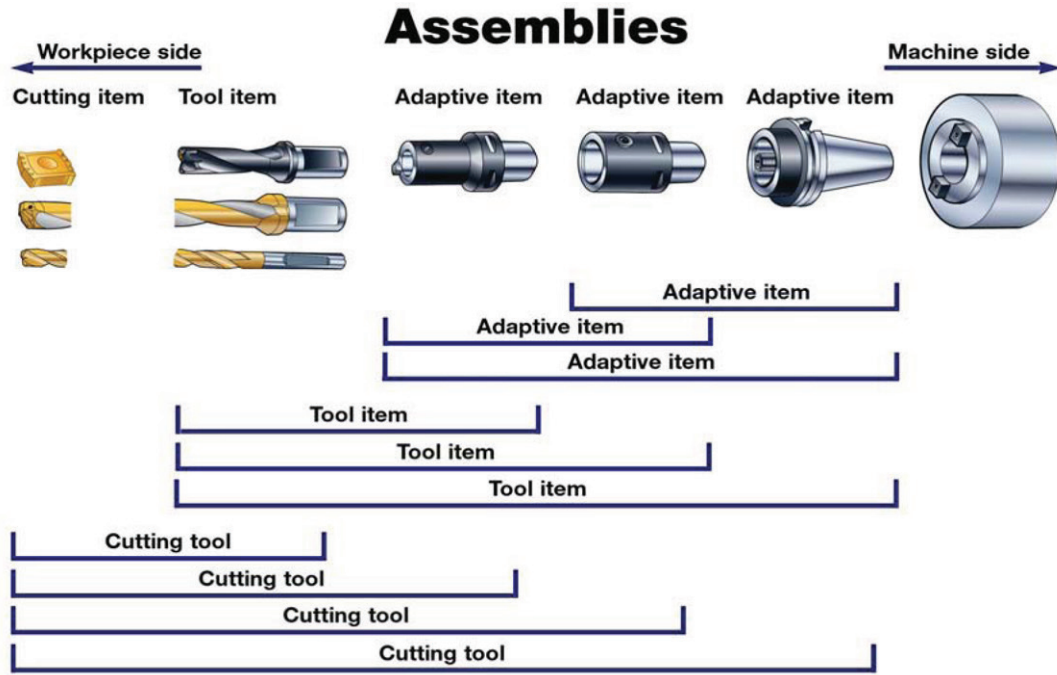 Assemblies
Workpiece side
Machine side
Cutting item
Tool item
Adaptive item
Adaptive item
Adaptive item
Adaptive item
Adaptive item
Adaptive item
Tool item
Tool item
Tool item
Cutting tool
Cutting tool
Cutting tool
Cutting tool